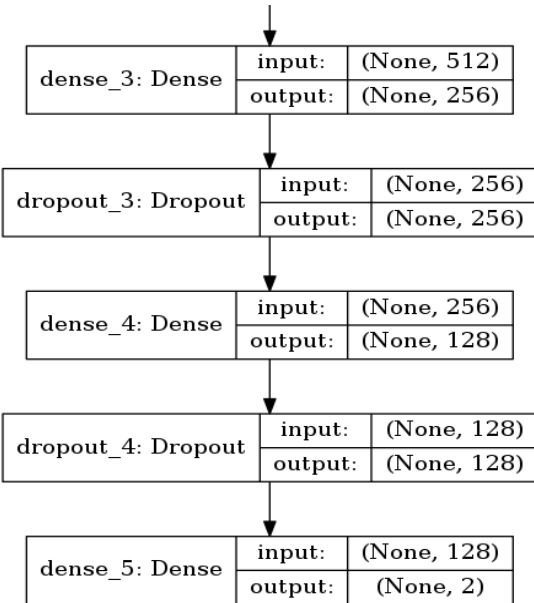 input: (None, 512)
dense_3: Dense
output: (None, 256)
input: (None, 256)
dropout_3: Dropout
output: (None, 256)
input: (None, 256)
dense_4: Dense
output: (None, 128)
input: (None, 128)
dropout_4: Dropout
output: (None, 128)
input: (None, 128)
dense_5: Dense
output: (None, 2)